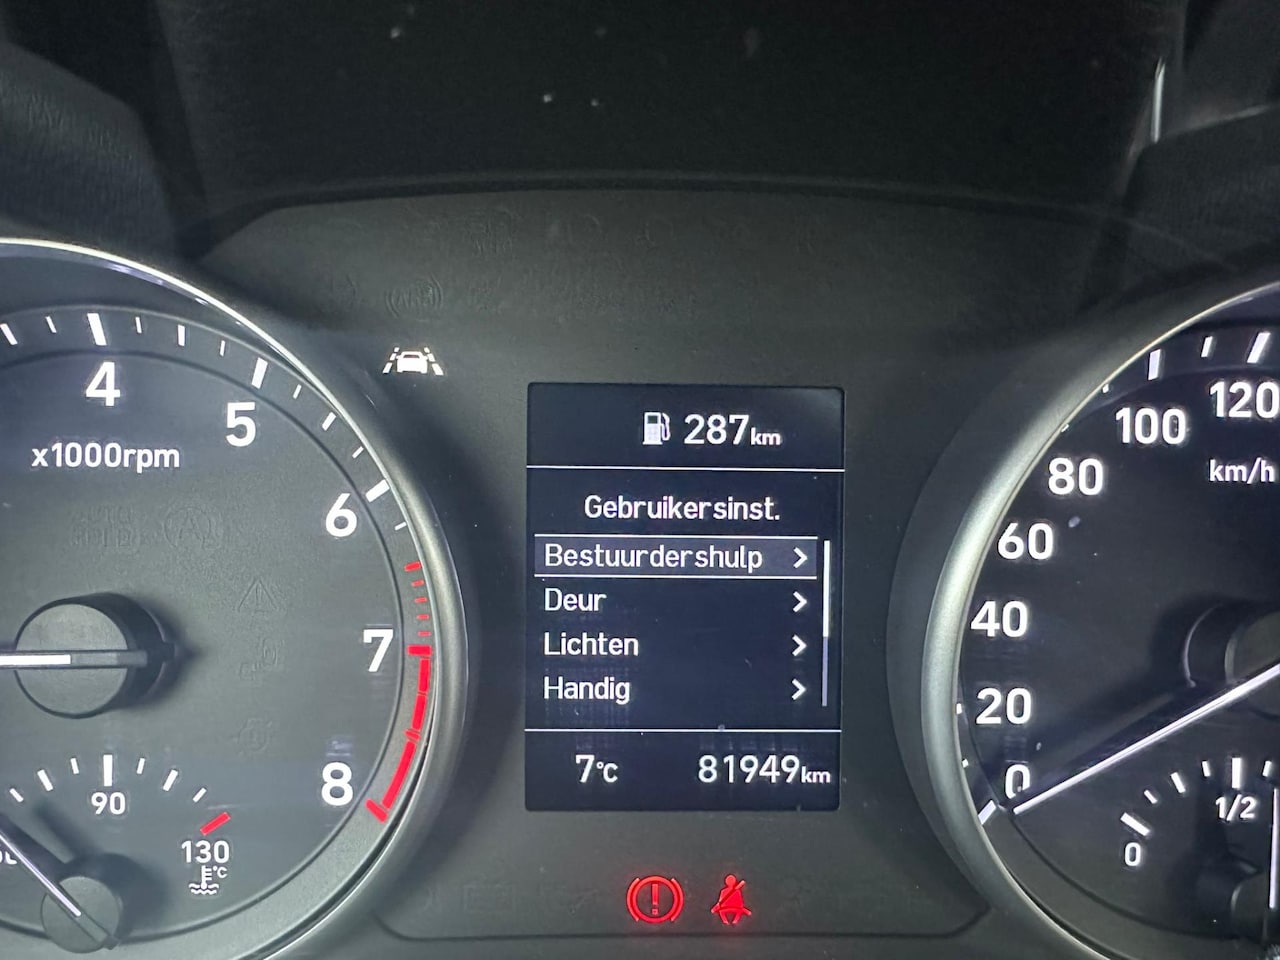 4
5
6
7
8
x1000rpm
90
130
°C
287km
Gebruikersinst.
Bestuurdershulp >
Deur >
Lichten >
Handig >
7°C 81949km
120
100
80
60
40
20
0
km/h
1/2
0